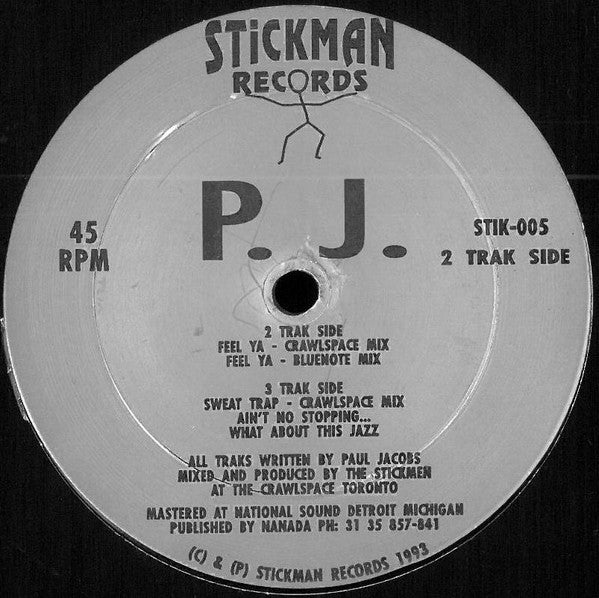 STiCKMAN
RECORDS
P. J.
45
RPM
STIK-005
2 TRAK SIDE
2 TRAK SIDE
FEEL YA - CRAWLSPACE MIX
FEEL YA - BLUENOTE MIX
3 TRAK SIDE
SWEAT TRAP - CRAWLSPACE MIX
AIN'T NO STOPPING...
WHAT ABOUT THIS JAZZ
ALL TRAKS WRITTEN BY PAUL JACOBS
MIXED AND PRODUCED BY THE STICKMEN
AT THE CRAWLSPACE TORONTO
MASTERED AT NATIONAL SOUND DETROIT MICHIGAN
PUBLISHED BY NANADA PH: 31 35 857-841
(C) & (P) STICKMAN RECORDS 1993